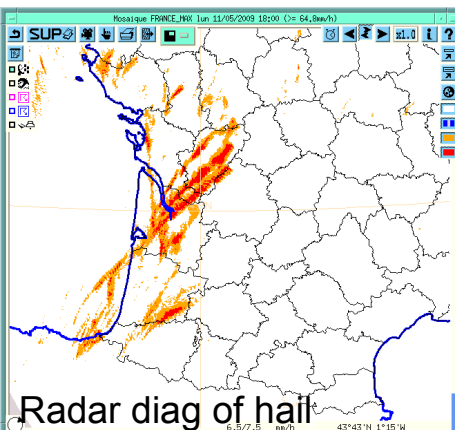 Mosaique FRANCE_MAX lun 11/05/2009 18:00 (>= 64,8mm/h)
SUP x1.0 i ?
Radar diag of hail
6.5/7.5 mm/h 43°43'N 1°15'W